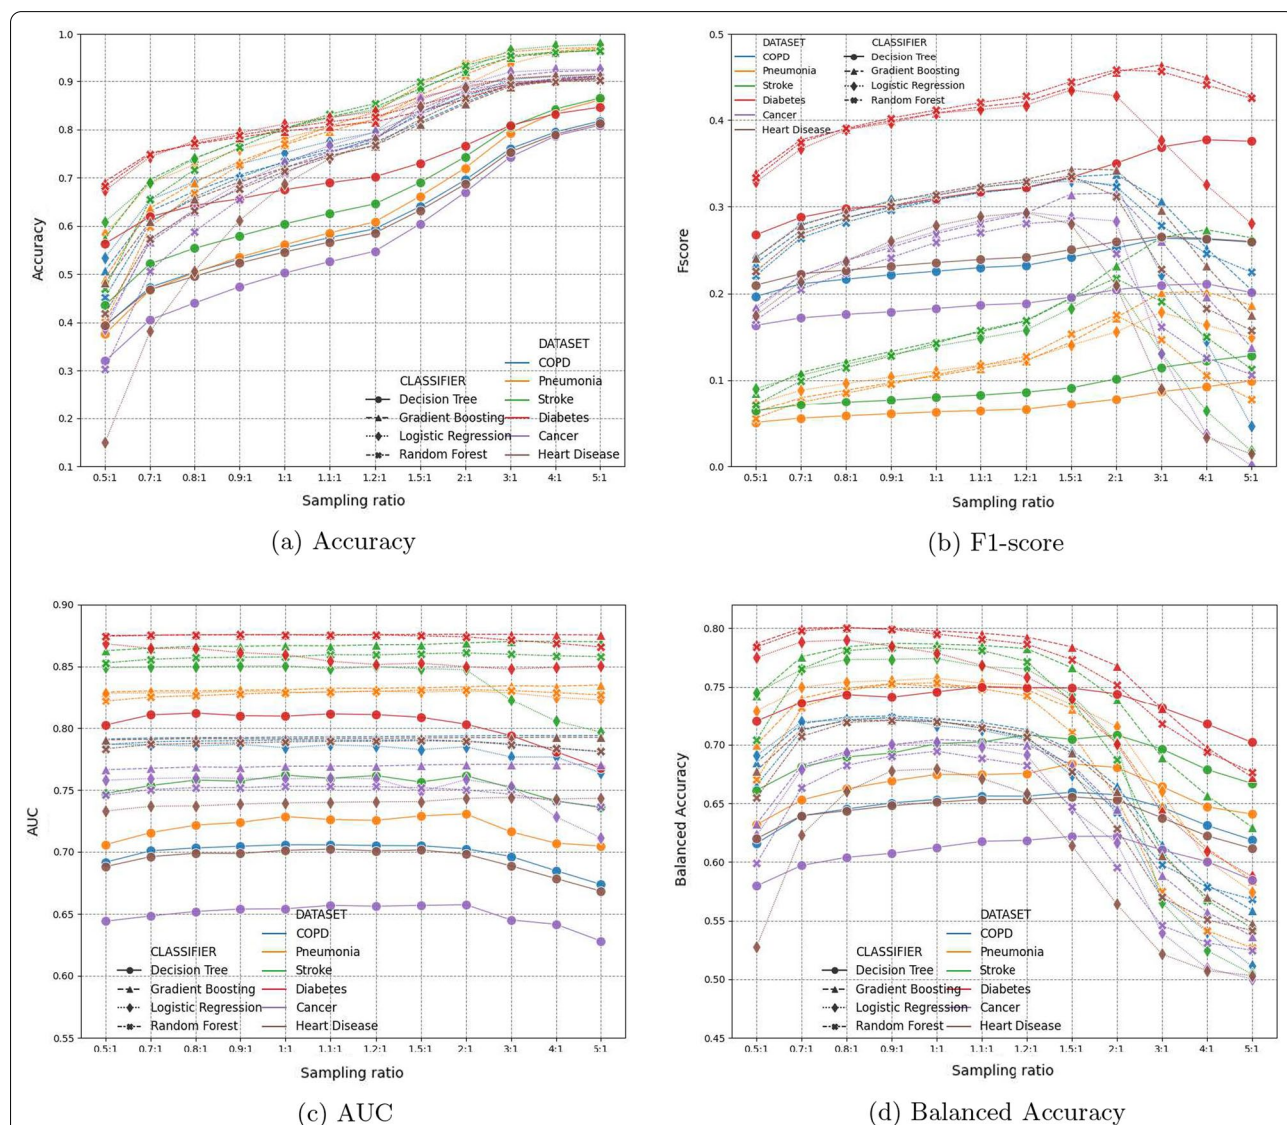 1.0
0.9
0.8
0.7
0.6
0.5
0.4
0.3
0.2
0.1
Accuracy
CLASSIFIER
Decision Tree
Gradient Boosting
Logistic Regression
Random Forest
DATASET
COPD
Pneumonia
Stroke
Diabetes
Cancer
Heart Disease
0.5:1 0.7:1 0.8:1 0.9:1 1:1 1.1:1 1.2:1 1.5:1 2:1 3:1 4:1 5:1
Sampling ratio
(a) Accuracy
0.5
0.4
0.3
0.2
0.1
0.0
Fscore
DATASET
COPD
Pneumonia
Stroke
Diabetes
Cancer
Heart Disease
CLASSIFIER
Decision Tree
Gradient Boosting
Logistic Regression
Random Forest
0.5:1 0.7:1 0.8:1 0.9:1 1:1 1.1:1 1.2:1 1.5:1 2:1 3:1 4:1 5:1
Sampling ratio
(b) F1-score
0.90
0.85
0.80
0.75
0.70
0.65
0.60
0.55
AUC
CLASSIFIER
Decision Tree
Gradient Boosting
Logistic Regression
Random Forest
DATASET
COPD
Pneumonia
Stroke
Diabetes
Cancer
Heart Disease
0.5:1 0.7:1 0.8:1 0.9:1 1:1 1.1:1 1.2:1 1.5:1 2:1 3:1 4:1 5:1
Sampling ratio
(c) AUC
0.80
0.75
0.70
0.65
0.60
0.55
0.50
0.45
Balanced Accuracy
CLASSIFIER
Decision Tree
Gradient Boosting
Logistic Regression
Random Forest
DATASET
COPD
Pneumonia
Stroke
Diabetes
Cancer
Heart Disease
0.5:1 0.7:1 0.8:1 0.9:1 1:1 1.1:1 1.2:1 1.5:1 2:1 3:1 4:1 5:1
Sampling ratio
(d) Balanced Accuracy